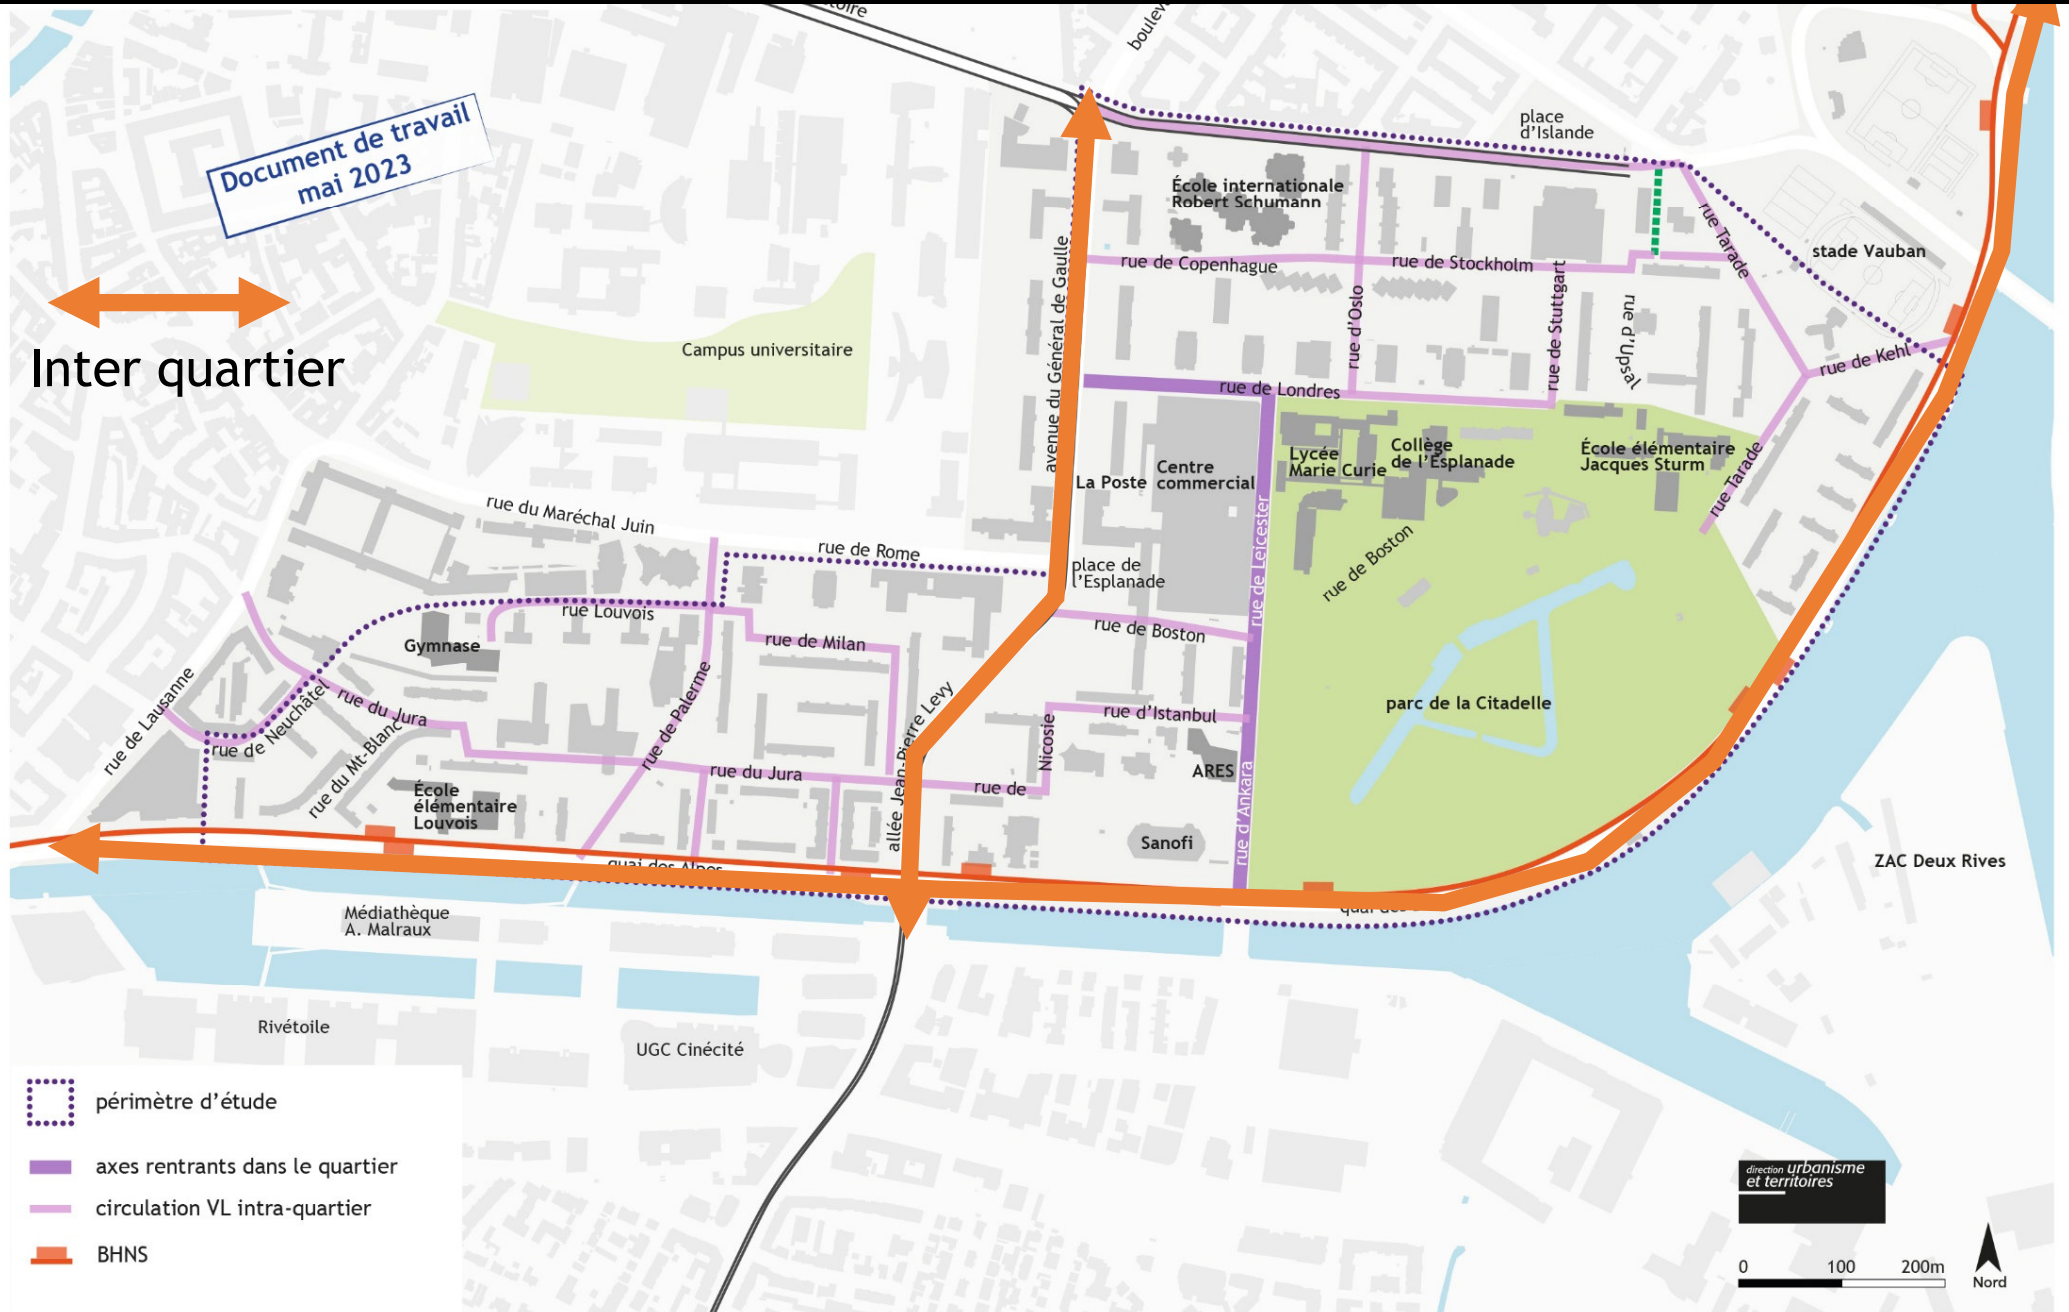 boulev
Document de travail
mai 2023
Inter quartier
place
d'Islande
École internationale
Robert Schumann
rue Tarade
stade Vauban
avenue du Général de Gaulle
rue de Copenhague
rue de Stockholm
rue d'Oslo
rue de Stuttgart
rue d'Upsal
Campus universitaire
rue de Kehl
rue de Londres
Lycée
Marie Curie
Collège
de l'Esplanade
École élémentaire
Jacques Sturm
La Poste
Centre
commercial
rue Tarade
rue du Maréchal Juin
rue de Rome
rue de Leicester
rue de Boston
place de
l'Esplanade
rue Louvois
rue de Milan
rue de Boston
Gymnase
rue de Palerme
rue de Lausanne
rue de Neuchâtel
rue du Jura
rue du Mt-Blanc
allée Jean-Pierre Levy
Nicosie
rue d'Istanbul
parc de la Citadelle
ARES
rue du Jura
rue de
École
élémentaire
Louvois
rue d'Ankara
Sanofi
quai des Alpes
quai des
ZAC Deux Rives
Médiathèque
A. Malraux
Rivétoile
UGC Cinécité
périmètre d'étude
axes rentrants dans le quartier
circulation VL intra-quartier
BHNS
direction urbanisme
et territoires
0 100 200m
Nord